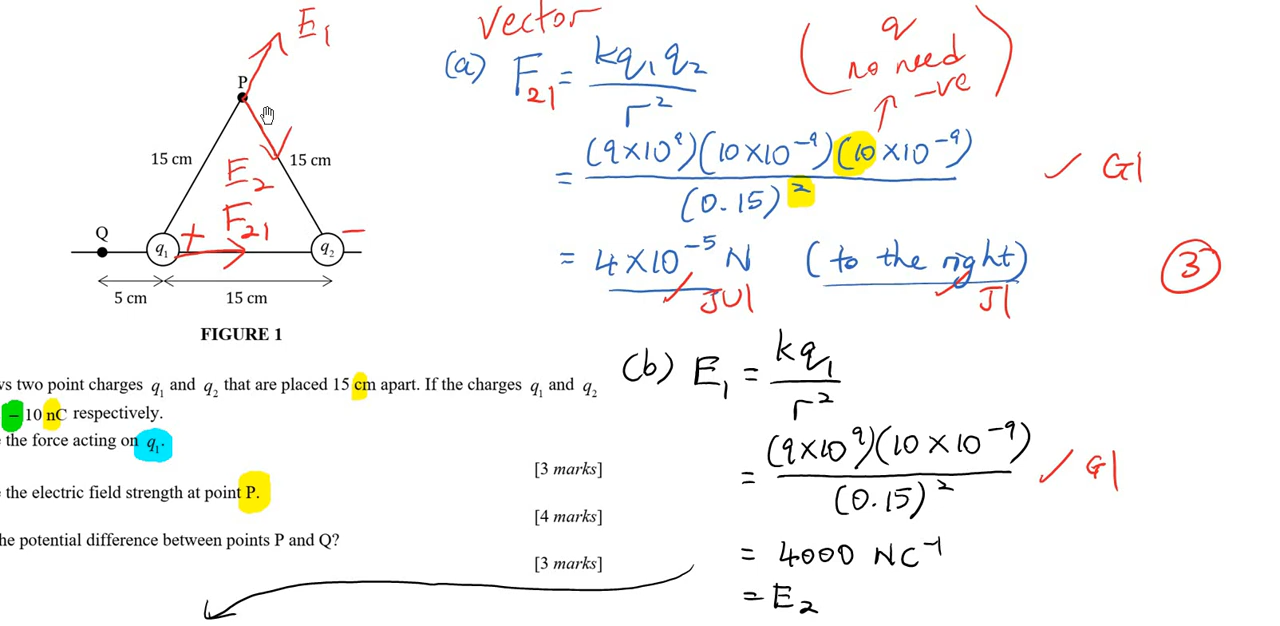 E1
P
15 cm
15 cm
E2
F21
Q
+
q1
q2
−
5 cm
15 cm
FIGURE 1
vs two point charges q1 and q2 that are placed 15 cm apart. If the charges q1 and q2
− 10 nC respectively.
the force acting on q1.
[3 marks]
the electric field strength at point P.
[4 marks]
he potential difference between points P and Q?
[3 marks]
vector
(a) F21 = kq1q2 / r²
( q no need -ve )
= (9×10⁹)(10×10⁻⁹)(10×10⁻⁹) / (0.15)² ✓ G1
= 4×10⁻⁵ N (to the right)
✓ JU1 ✓ J1
3
(b) E1 = kq1 / r²
= (9×10⁹)(10×10⁻⁹) / (0.15)² ✓ G1
= 4000 NC⁻¹
= E2